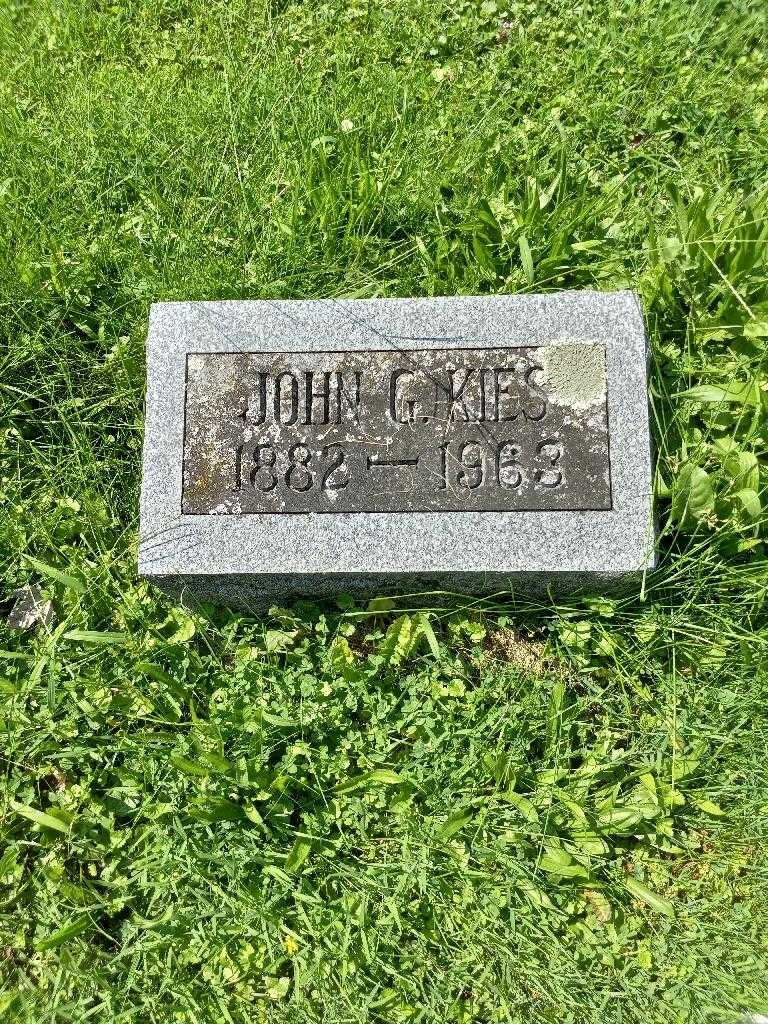 JOHN G. KIES
1882 — 1963